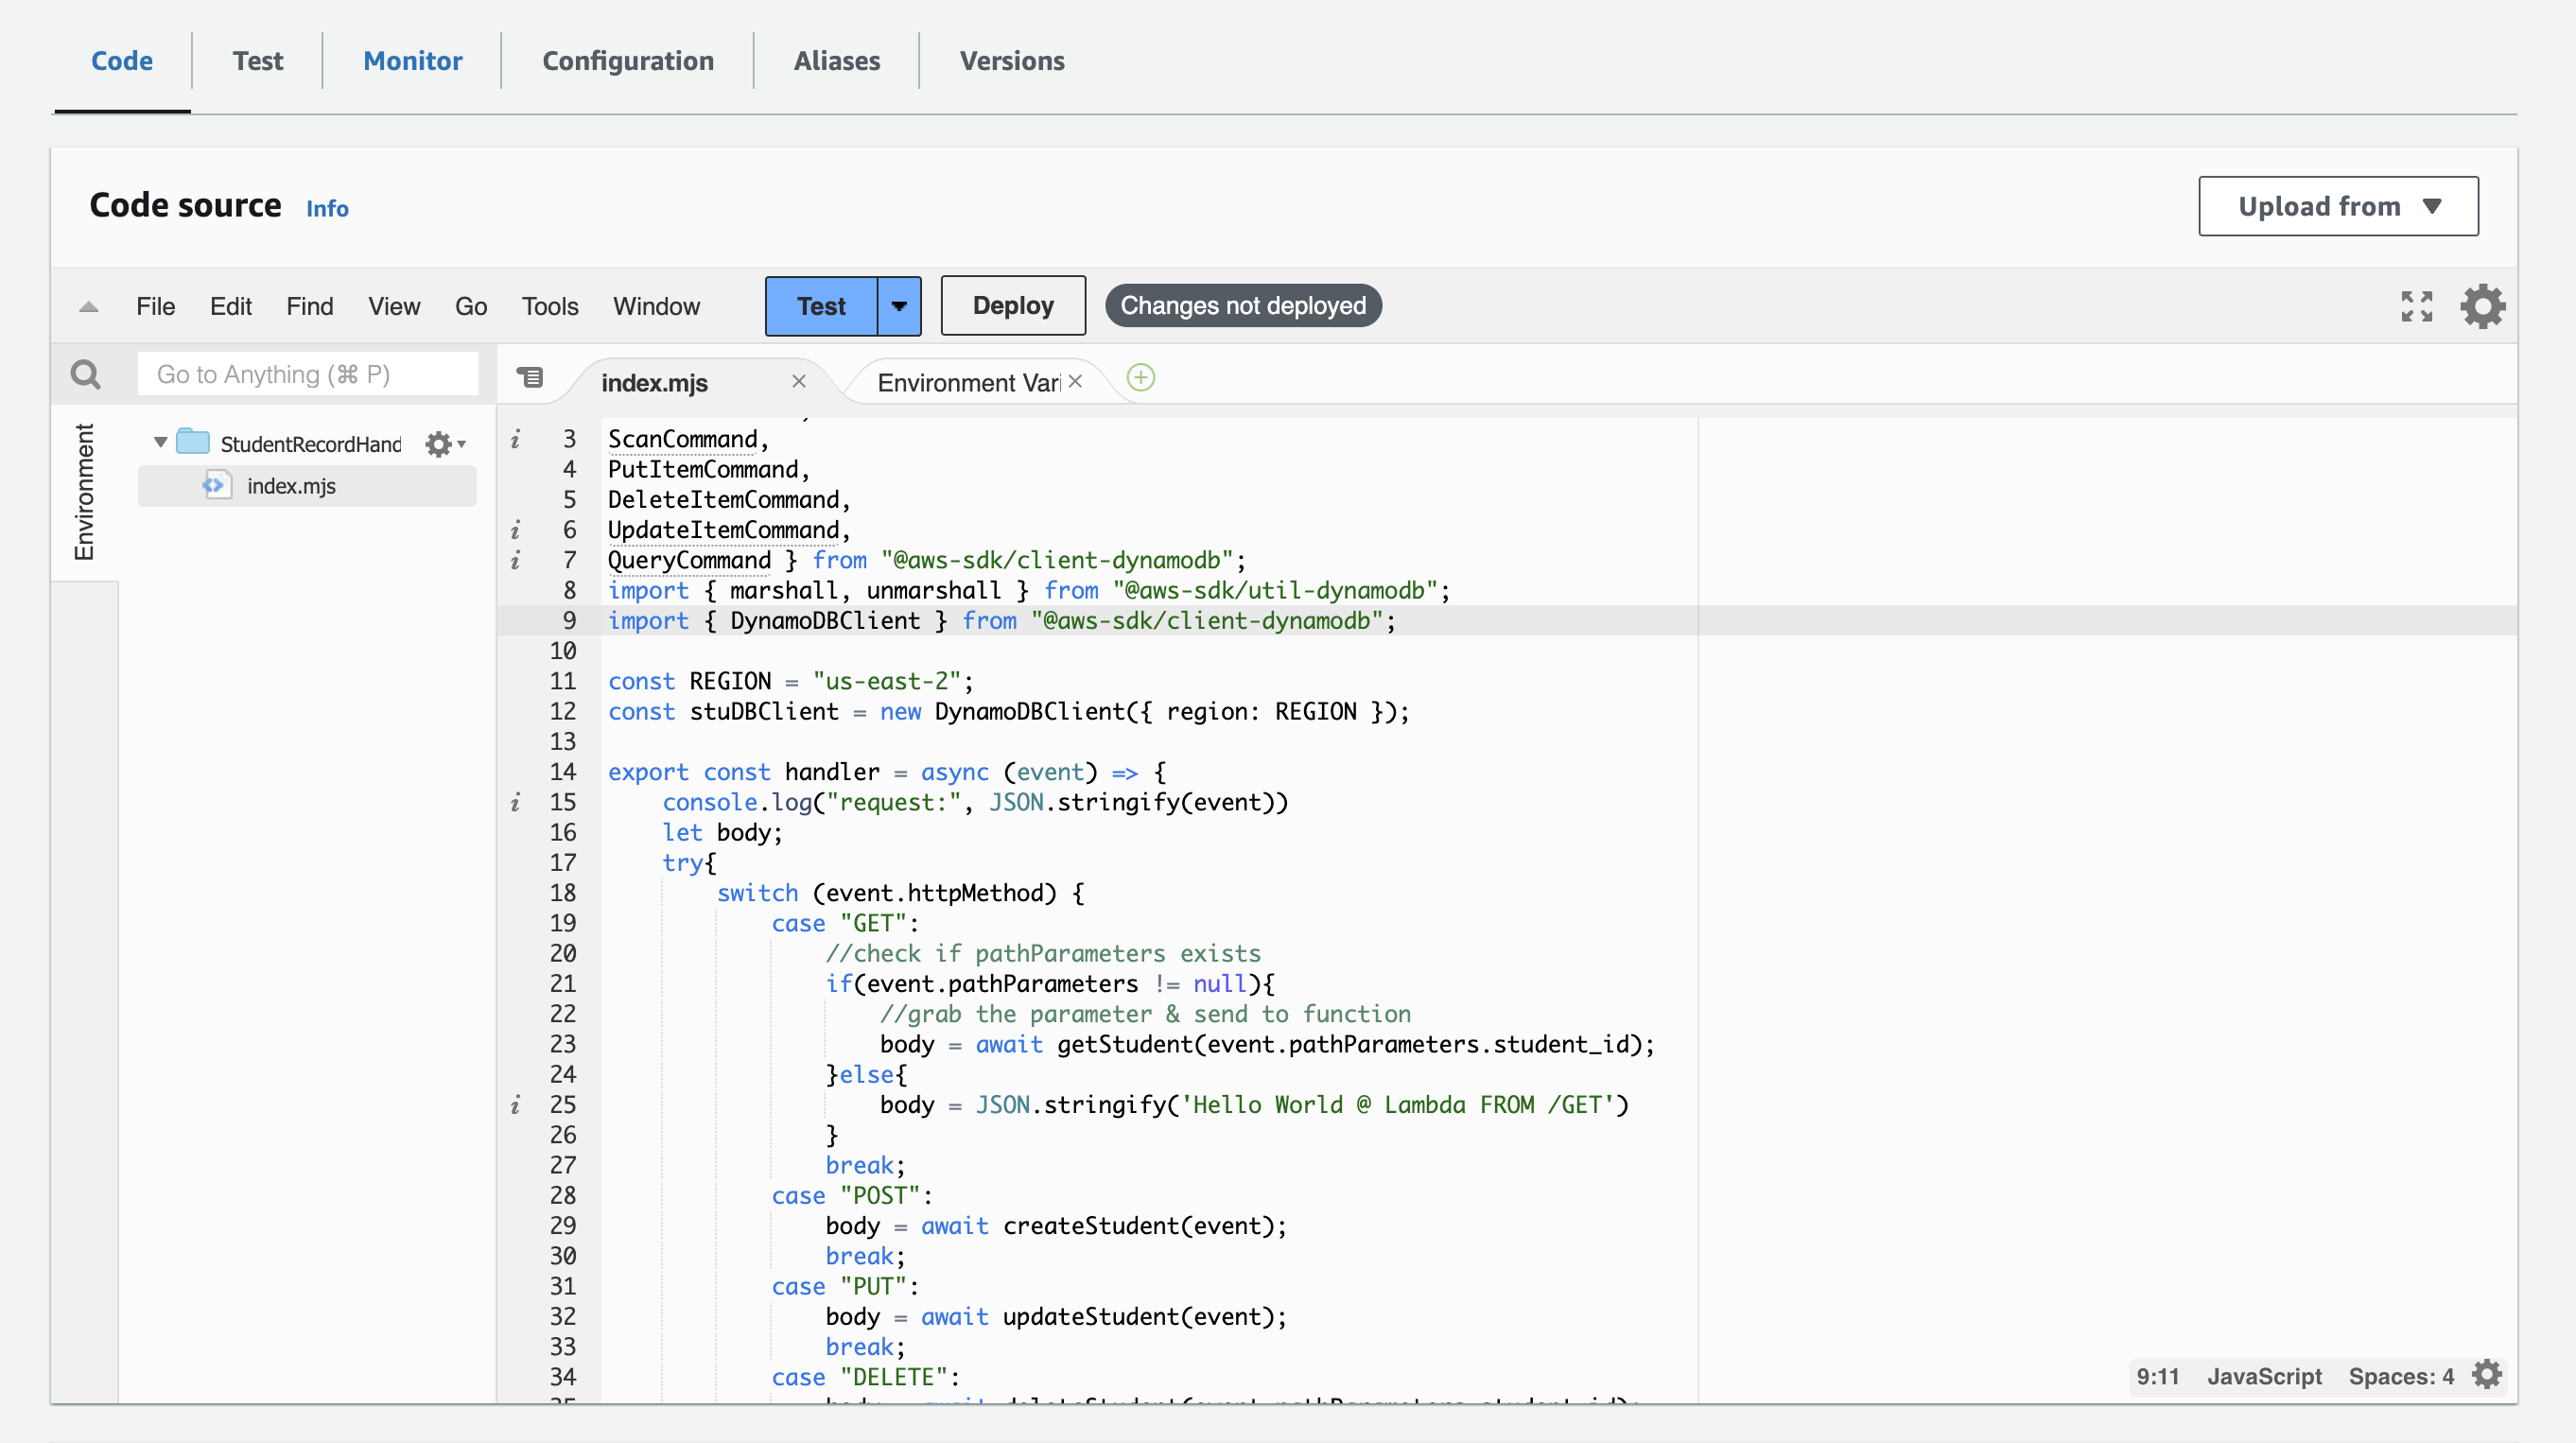 Code Test Monitor Configuration Aliases Versions
Code source Info
Upload from
File Edit Find View Go Tools Window Test Deploy Changes not deployed
Go to Anything (⌘ P)
index.mjs
Environment Vari
Environment
StudentRecordHand
index.mjs
3 ScanCommand,
4 PutItemCommand,
5 DeleteItemCommand,
6 UpdateItemCommand,
7 QueryCommand } from "@aws-sdk/client-dynamodb";
8 import { marshall, unmarshall } from "@aws-sdk/util-dynamodb";
9 import { DynamoDBClient } from "@aws-sdk/client-dynamodb";
10
11 const REGION = "us-east-2";
12 const stuDBClient = new DynamoDBClient({ region: REGION });
13
14 export const handler = async (event) => {
15 console.log("request:", JSON.stringify(event))
16 let body;
17 try{
18 switch (event.httpMethod) {
19 case "GET":
20 //check if pathParameters exists
21 if(event.pathParameters != null){
22 //grab the parameter & send to function
23 body = await getStudent(event.pathParameters.student_id);
24 }else{
25 body = JSON.stringify('Hello World @ Lambda FROM /GET')
26 }
27 break;
28 case "POST":
29 body = await createStudent(event);
30 break;
31 case "PUT":
32 body = await updateStudent(event);
33 break;
34 case "DELETE":
9:11 JavaScript Spaces: 4